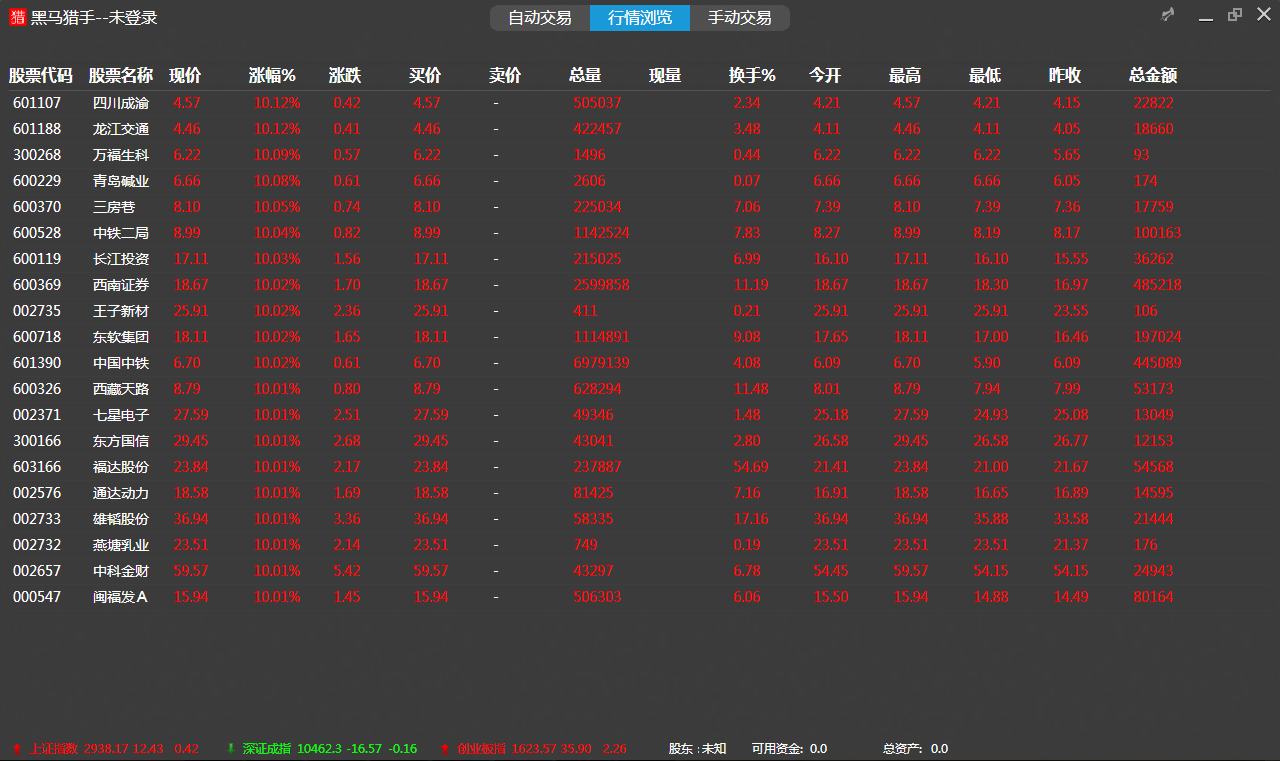 猎 黑马猎手--未登录 自动交易 行情浏览 手动交易
股票代码 股票名称 现价 涨幅% 涨跌 买价 卖价 总量 现量 换手% 今开 最高 最低 昨收 总金额
601107 四川成渝 4.57 10.12% 0.42 4.57 - 505037 2.34 4.21 4.57 4.21 4.15 22822
601188 龙江交通 4.46 10.12% 0.41 4.46 - 422457 3.48 4.11 4.46 4.11 4.05 18660
300268 万福生科 6.22 10.09% 0.57 6.22 - 1496 0.44 6.22 6.22 6.22 5.65 93
600229 青岛碱业 6.66 10.08% 0.61 6.66 - 2606 0.07 6.66 6.66 6.66 6.05 174
600370 三房巷 8.10 10.05% 0.74 8.10 - 225034 7.06 7.39 8.10 7.39 7.36 17759
600528 中铁二局 8.99 10.04% 0.82 8.99 - 1142524 7.83 8.27 8.99 8.19 8.17 100163
600119 长江投资 17.11 10.03% 1.56 17.11 - 215025 6.99 16.10 17.11 16.10 15.55 36262
600369 西南证券 18.67 10.02% 1.70 18.67 - 2599858 11.19 18.67 18.67 18.30 16.97 485218
002735 王子新材 25.91 10.02% 2.36 25.91 - 411 0.21 25.91 25.91 25.91 23.55 106
600718 东软集团 18.11 10.02% 1.65 18.11 - 1114891 9.08 17.65 18.11 17.00 16.46 197024
601390 中国中铁 6.70 10.02% 0.61 6.70 - 6979139 4.08 6.09 6.70 5.90 6.09 445089
600326 西藏天路 8.79 10.01% 0.80 8.79 - 628294 11.48 8.01 8.79 7.94 7.99 53173
002371 七星电子 27.59 10.01% 2.51 27.59 - 49346 1.48 25.18 27.59 24.93 25.08 13049
300166 东方国信 29.45 10.01% 2.68 29.45 - 43041 2.80 26.58 29.45 26.58 26.77 12153
603166 福达股份 23.84 10.01% 2.17 23.84 - 237887 54.69 21.41 23.84 21.00 21.67 54568
002576 通达动力 18.58 10.01% 1.69 18.58 - 81425 7.16 16.91 18.58 16.65 16.89 14595
002733 雄韬股份 36.94 10.01% 3.36 36.94 - 58335 17.16 36.94 36.94 35.88 33.58 21444
002732 燕塘乳业 23.51 10.01% 2.14 23.51 - 749 0.19 23.51 23.51 23.51 21.37 176
002657 中科金财 59.57 10.01% 5.42 59.57 - 43297 6.78 54.45 59.57 54.15 54.15 24943
000547 闽福发A 15.94 10.01% 1.45 15.94 - 506303 6.06 15.50 15.94 14.88 14.49 80164
上证指数 2938.17 12.43 0.42 深证成指 10462.3 -16.57 -0.16 创业板指 1623.57 35.90 2.26 股东：未知 可用资金: 0.0 总资产: 0.0